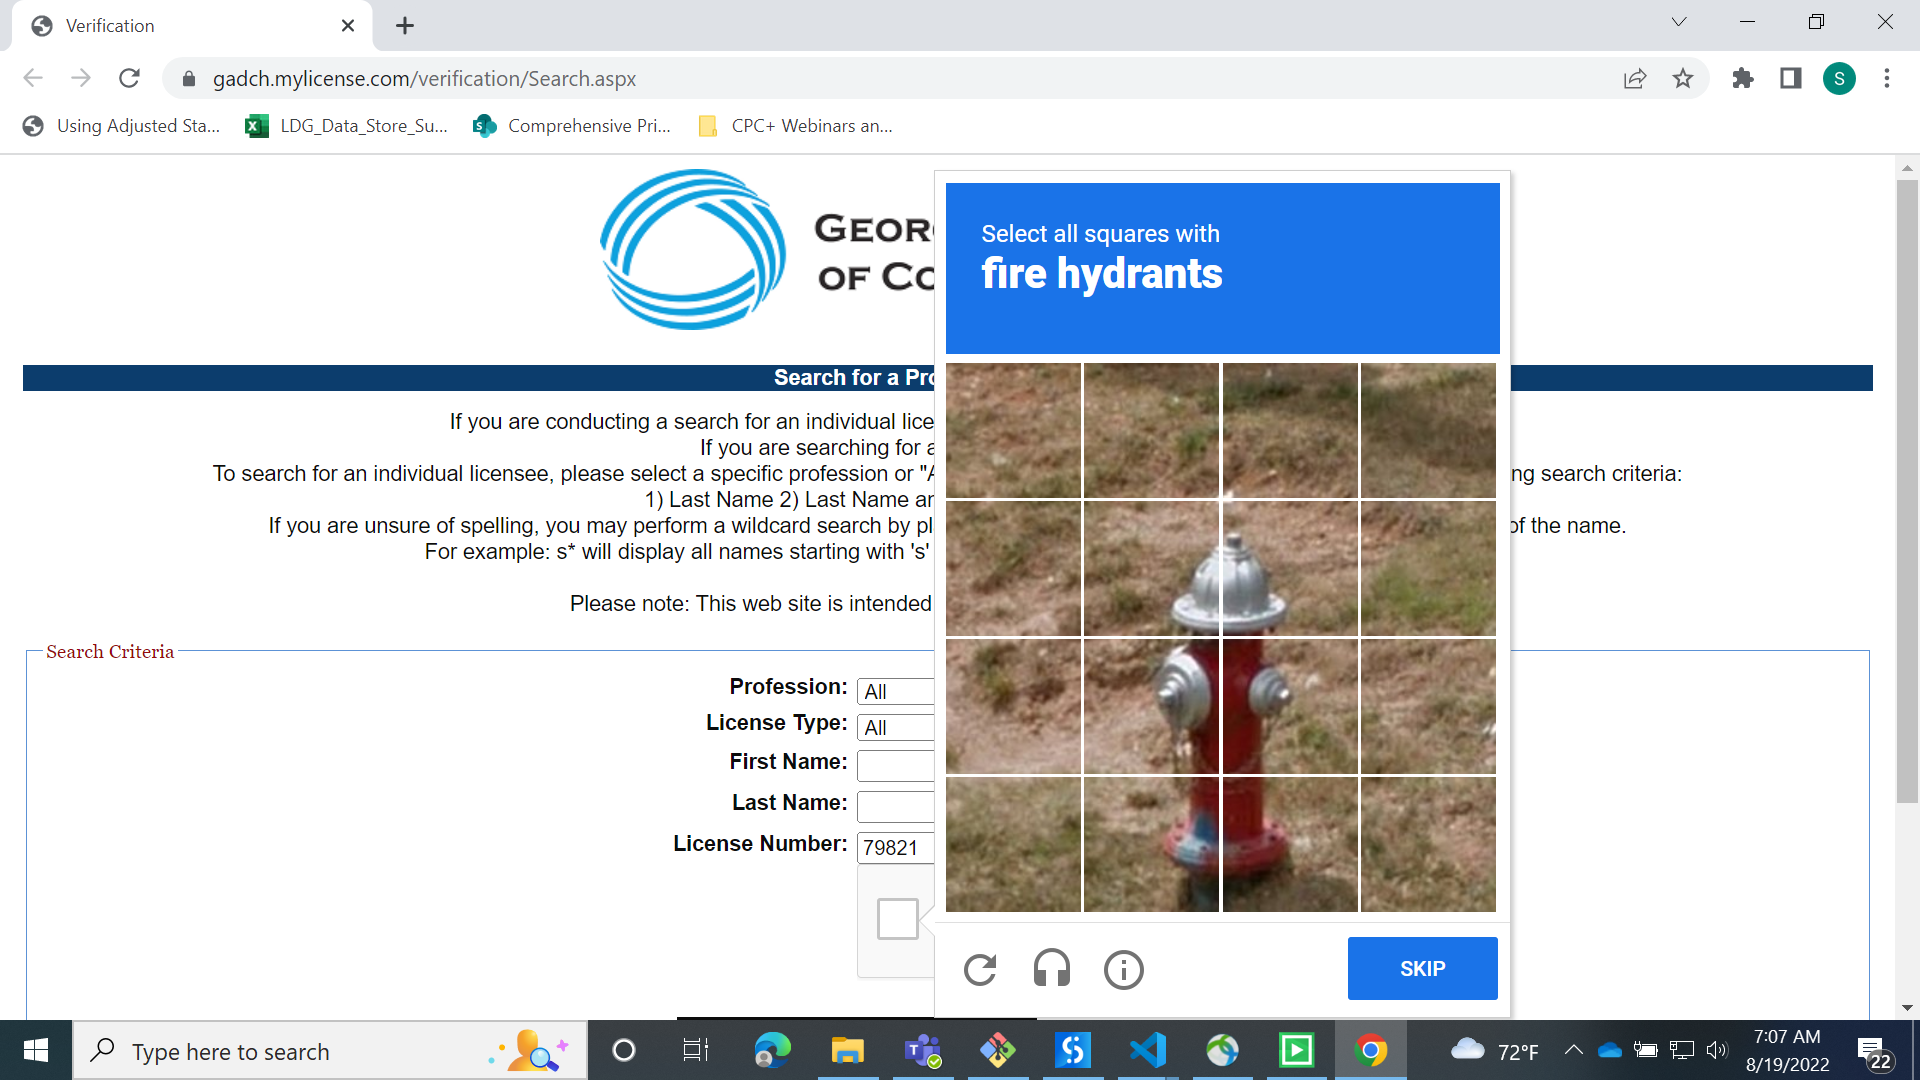 Verification
gadch.mylicense.com/verification/Search.aspx
S
Using Adjusted Sta...
LDG_Data_Store_Su...
Comprehensive Pri...
CPC+ Webinars an...
GEOR
OF CO
Select all squares with
fire hydrants
Search for a Pro
If you are conducting a search for an individual lice
If you are searching for a
To search for an individual licensee, please select a specific profession or "A
ng search criteria:
1) Last Name 2) Last Name an
If you are unsure of spelling, you may perform a wildcard search by pl
of the name.
For example: s* will display all names starting with 's'
Please note: This web site is intended
Search Criteria
Profession:
All
License Type:
All
First Name:
Last Name:
License Number:
79821
SKIP
Type here to search
72°F
7:07 AM
8/19/2022
22